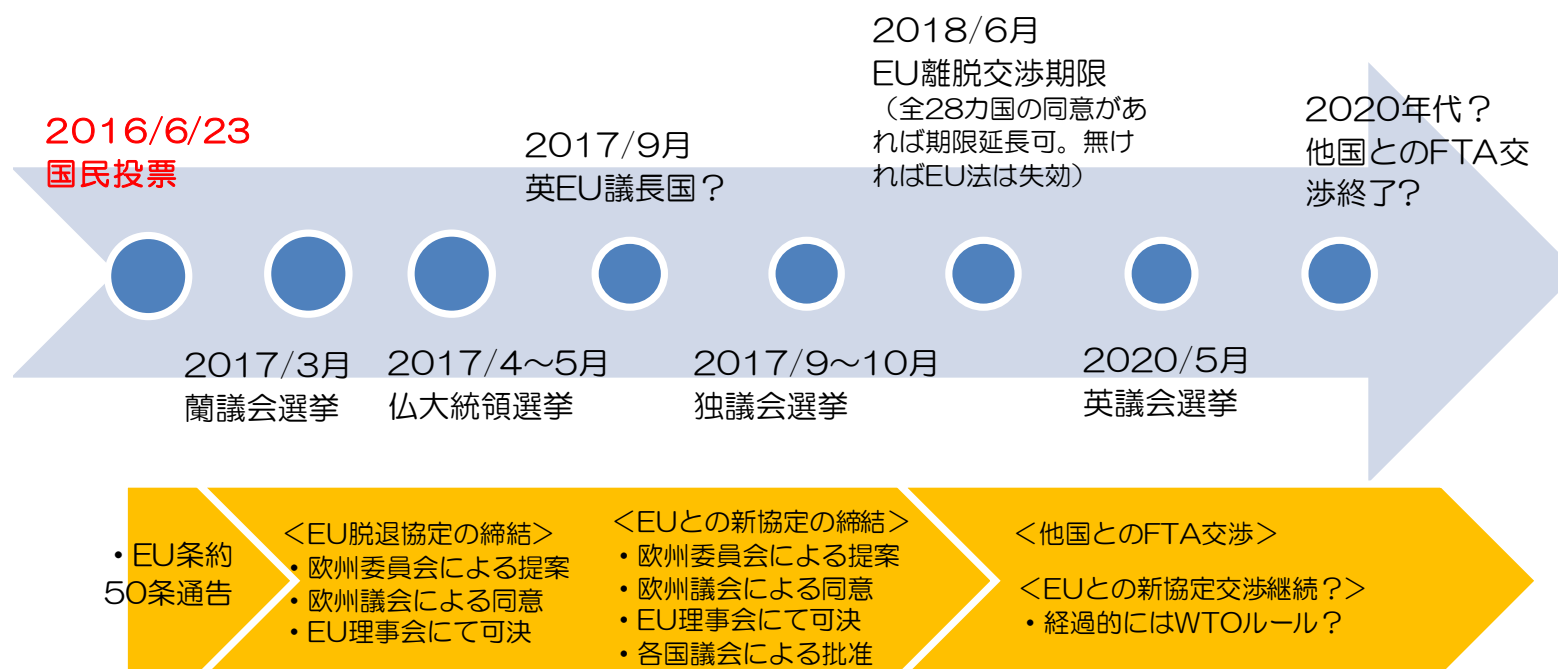 2016/6/23
国民投票
2017/9月
英EU議長国？
2018/6月
EU離脱交渉期限
（全28カ国の同意があ
れば期限延長可。無け
ればEU法は失効）
2020年代？
他国とのFTA交
渉終了?
2017/3月
蘭議会選挙
2017/4～5月
仏大統領選挙
2017/9～10月
独議会選挙
2020/5月
英議会選挙
・EU条約
50条通告
＜EU脱退協定の締結＞
・欧州委員会による提案
・欧州議会による同意
・EU理事会にて可決
＜EUとの新協定の締結＞
・欧州委員会による提案
・欧州議会による同意
・EU理事会にて可決
・各国議会による批准
＜他国とのFTA交渉＞
＜EUとの新協定交渉継続？＞
・経過的にはWTOルール？